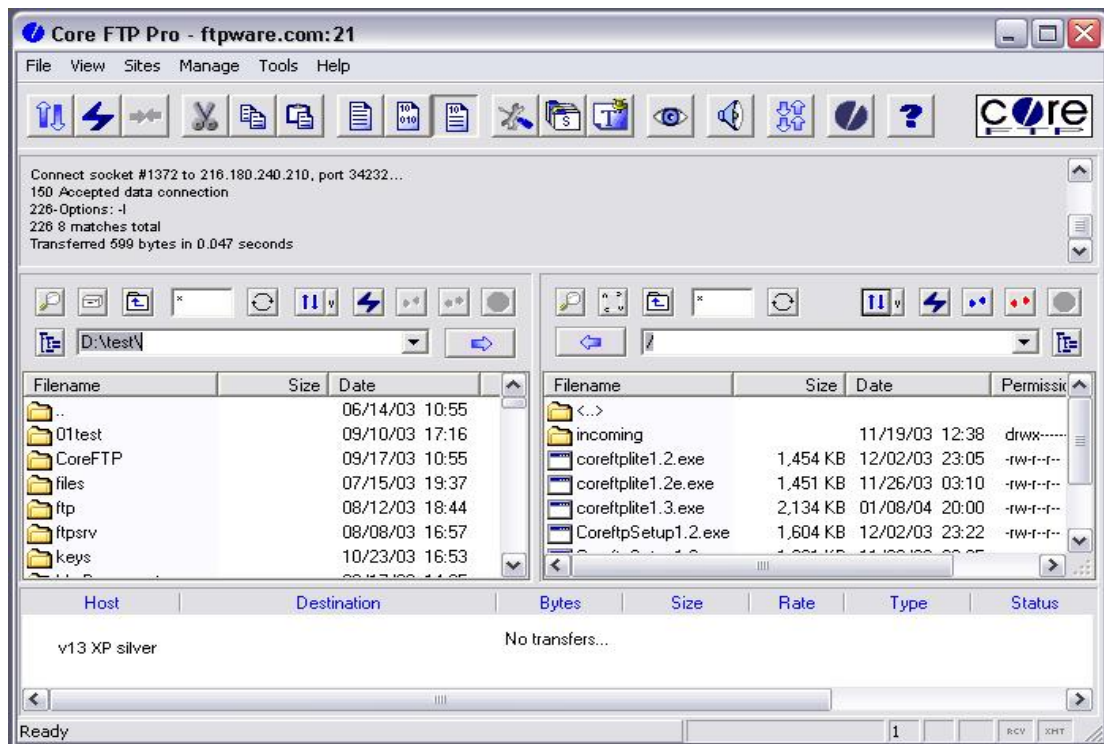 Core FTP Pro - ftpware.com:21
File View Sites Manage Tools Help
core
Connect socket #1372 to 216.180.240.210, port 34232...
150 Accepted data connection
226-Options: -l
226 8 matches total
Transferred 599 bytes in 0.047 seconds
* *
D:\test\ /
Filename Size Date Filename Size Date Permissi
.. 06/14/03 10:55 <..>
01test 09/10/03 17:16 incoming 11/19/03 12:38 drwx------
CoreFTP 09/17/03 10:55 coreftplite1.2.exe 1,454 KB 12/02/03 23:05 -rw-r--r--
files 07/15/03 19:37 coreftplite1.2e.exe 1,451 KB 11/26/03 03:10 -rw-r--r--
ftp 08/12/03 18:44 coreftplite1.3.exe 2,134 KB 01/08/04 20:00 -rw-r--r--
ftpsrv 08/08/03 16:57 CoreftpSetup1.2.exe 1,604 KB 12/02/03 23:22 -rw-r--r--
keys 10/23/03 16:53
Host Destination Bytes Size Rate Type Status
No transfers...
v13 XP silver
Ready 1 RCV XMT